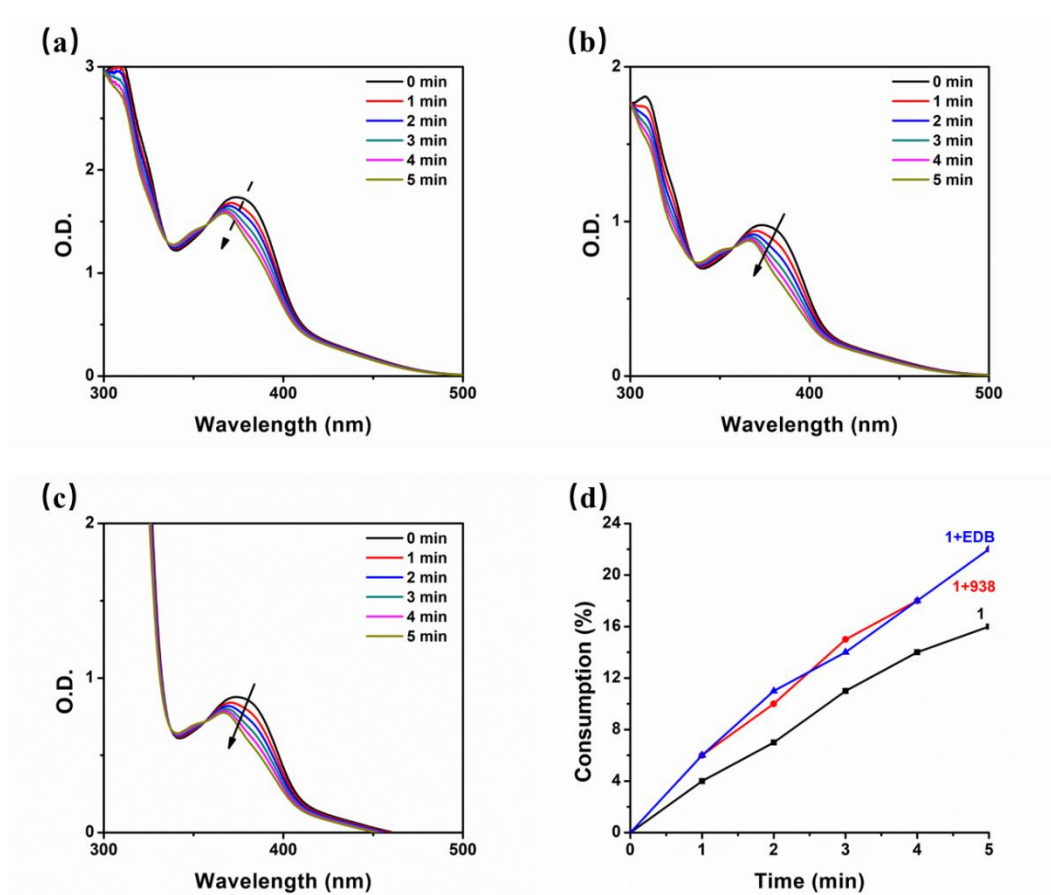 (a)
3
2
1
0
O.D.
0 min
1 min
2 min
3 min
4 min
5 min
300
400
500
Wavelength (nm)
(b)
2
1
0
O.D.
0 min
1 min
2 min
3 min
4 min
5 min
300
400
500
Wavelength (nm)
(c)
2
1
0
O.D.
0 min
1 min
2 min
3 min
4 min
5 min
300
400
500
Wavelength (nm)
(d)
24
20
16
12
8
4
0
Consumption (%)
1+EDB
1+938
1
0
1
2
3
4
5
Time (min)